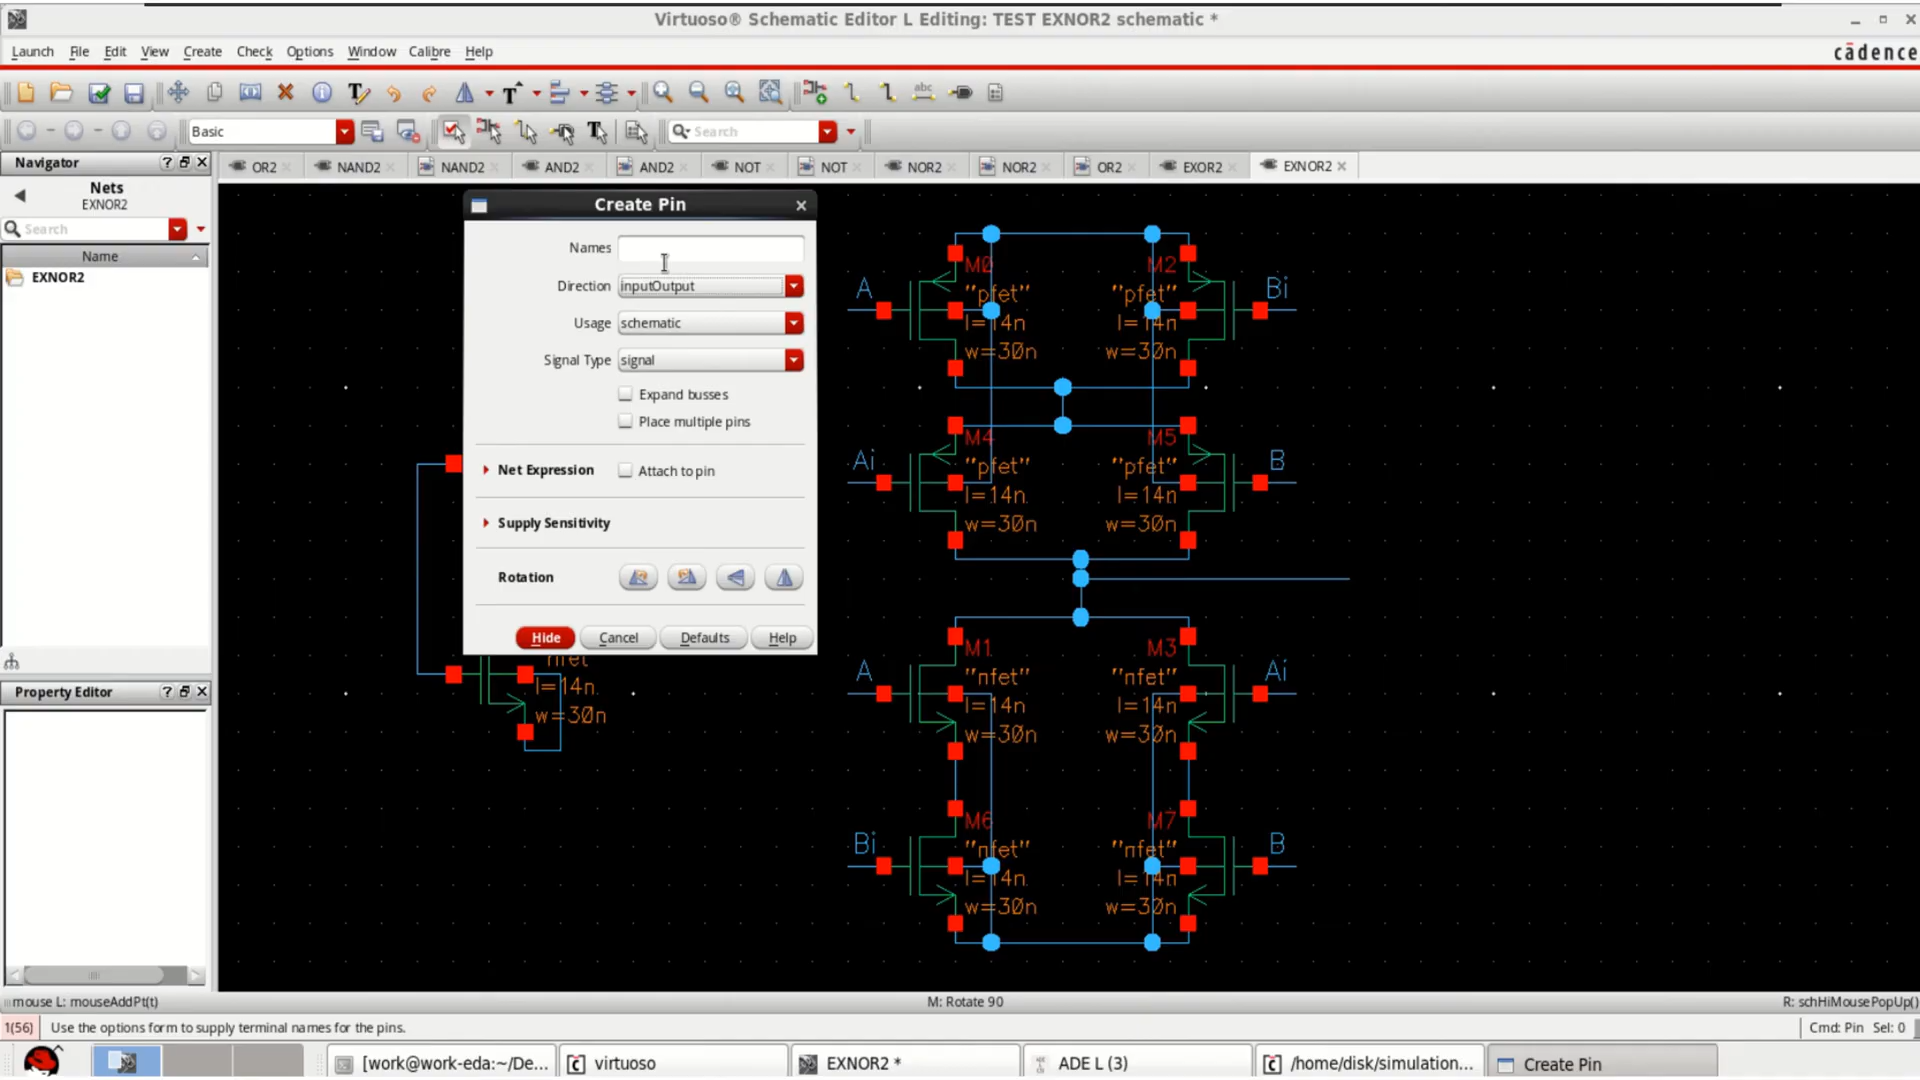 Virtuoso® Schematic Editor L Editing: TEST EXNOR2 schematic *
Launch File Edit View Create Check Options Window Calibre Help
cādence
Basic
Search
OR2 NAND2 NAND2 AND2 AND2 NOT NOT NOR2 NOR2 OR2 EXOR2 EXNOR2
Navigator
Nets
EXNOR2
Search
Name
EXNOR2
Property Editor
Create Pin
Names
Direction inputOutput
Usage schematic
Signal Type signal
Expand busses
Place multiple pins
Net Expression Attach to pin
Supply Sensitivity
Rotation
Hide Cancel Defaults Help
nfet
l=14n
w=30n
A
M0
"pfet"
l=14n
w=30n
M2
"pfet"
l=14n
w=30n
Bi
Ai
M4
"pfet"
l=14n
w=30n
M5
"pfet"
l=14n
w=30n
B
A
M1
"nfet"
l=14n
w=30n
M3
"nfet"
l=14n
w=30n
Ai
Bi
M6
"nfet"
l=14n
w=30n
M7
"nfet"
l=14n
w=30n
B
mouse L: mouseAddPt(t) M: Rotate 90 R: schHiMousePopUp()
1(56) Use the options form to supply terminal names for the pins. Cmd: Pin Sel: 0
[work@work-eda:~/De... virtuoso EXNOR2 * ADE L (3) /home/disk/simulation... Create Pin